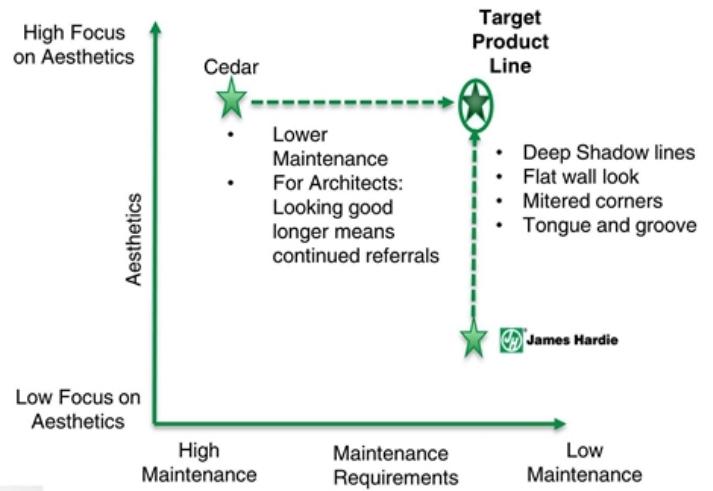 High Focus
on Aesthetics
Target
Product
Line
Cedar
• Lower
Maintenance
• For Architects:
Looking good
longer means
continued referrals
• Deep Shadow lines
• Flat wall look
• Mitered corners
• Tongue and groove
Aesthetics
JH James Hardie
Low Focus on
Aesthetics
High
Maintenance
Maintenance
Requirements
Low
Maintenance